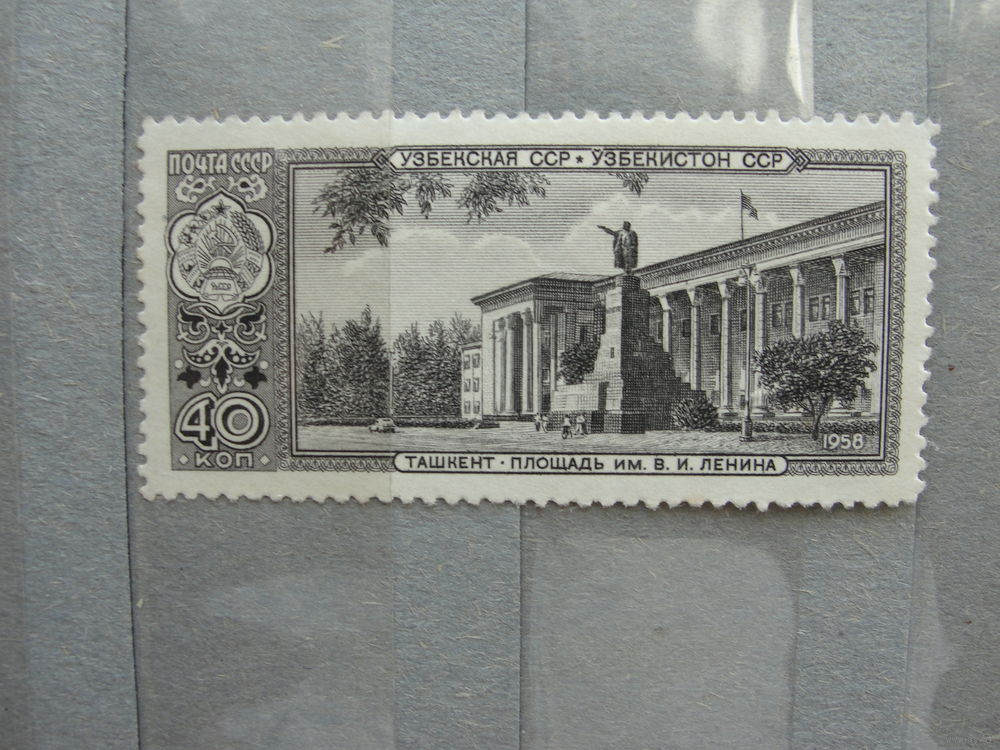 ПОЧТА СССР
УЗБЕКСКАЯ ССР ★ ЎЗБЕКИСТОН ССР
40
КОП
1958
ТАШКЕНТ · ПЛОЩАДЬ ИМ. В. И. ЛЕНИНА